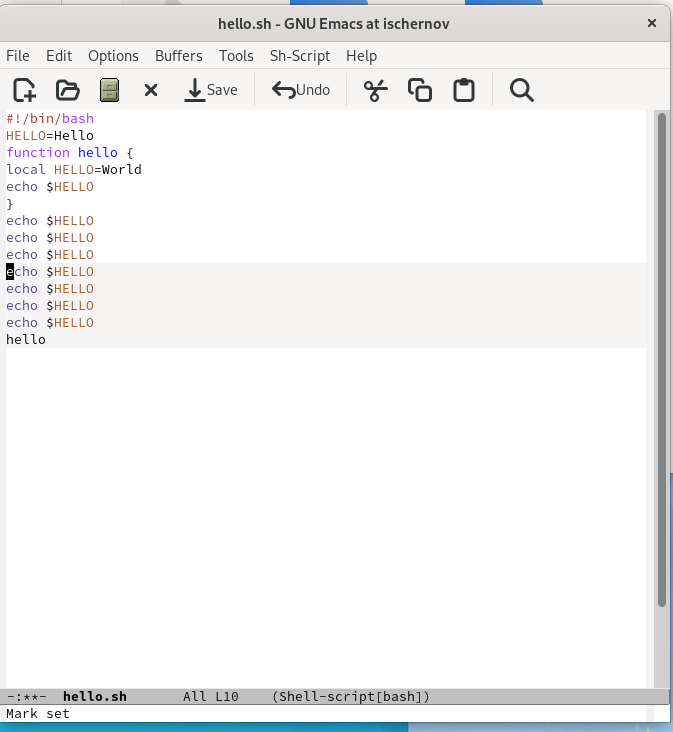 hello.sh - GNU Emacs at ischernov
File Edit Options Buffers Tools Sh-Script Help
Save Undo
#!/bin/bash
HELLO=Hello
function hello {
local HELLO=World
echo $HELLO
}
echo $HELLO
echo $HELLO
echo $HELLO
echo $HELLO
echo $HELLO
echo $HELLO
echo $HELLO
hello
-:**- hello.sh All L10 (Shell-script[bash])
Mark set